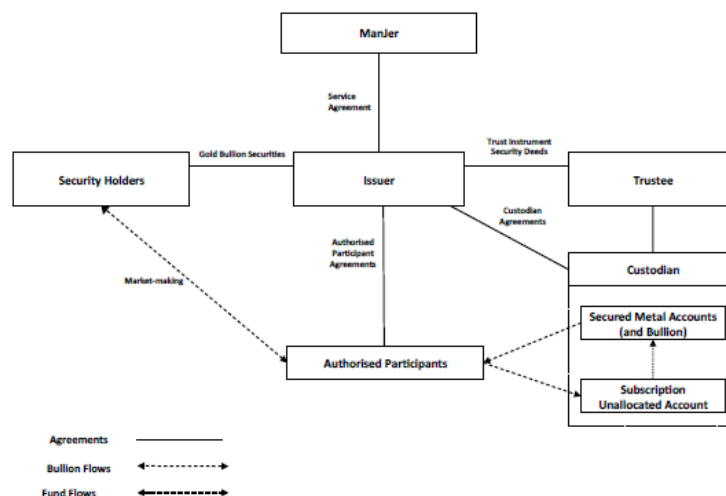 ManJer
Service
Agreement
Gold Bullion Securities
Trust Instrument
Security Deeds
Security Holders
Issuer
Trustee
Custodian
Agreements
Authorised
Participant
Agreements
Custodian
Market-making
Secured Metal Accounts
(and Bullion)
Authorised Participants
Subscription
Unallocated Account
Agreements
Bullion Flows
Fund Flows